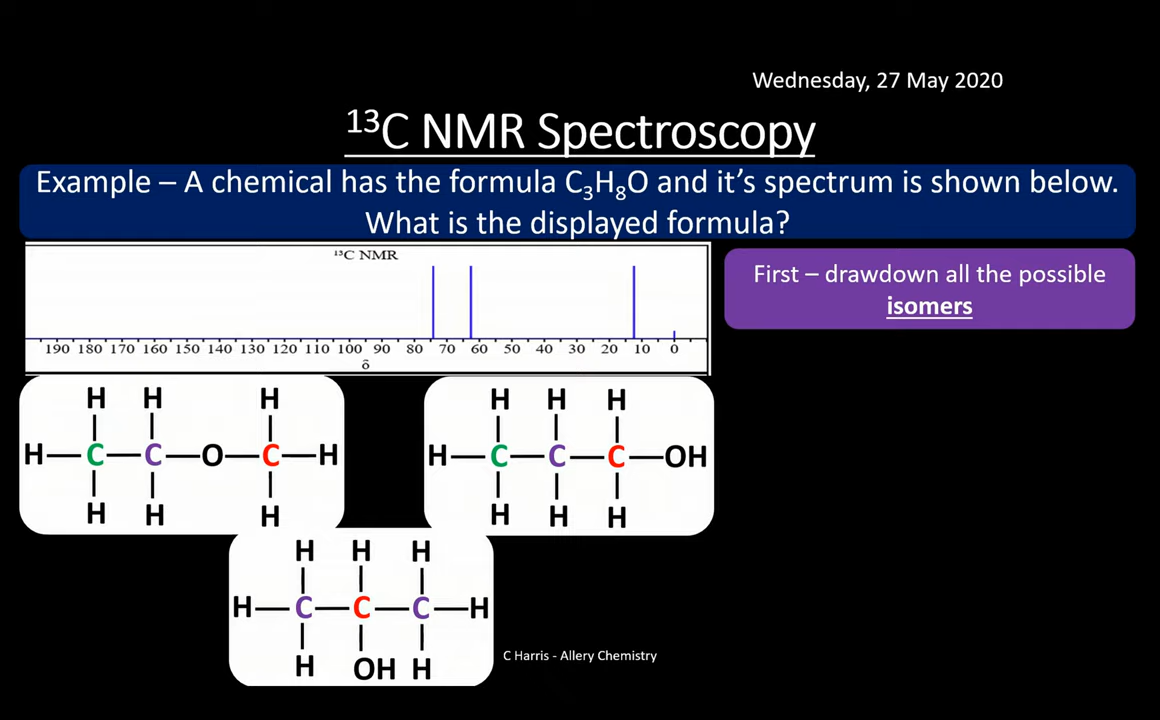 Wednesday, 27 May 2020
¹³C NMR Spectroscopy
Example – A chemical has the formula C₃H₈O and it's spectrum is shown below.
What is the displayed formula?
¹³C NMR
190 180 170 160 150 140 130 120 110 100 90 80 70 60 50 40 30 20 10 0
δ
First – drawdown all the possible
isomers
H H H
H C C O C H
H H H
H H H
H C C C OH
H H H
H H H
H C C C H
H OH H
C Harris - Allery Chemistry